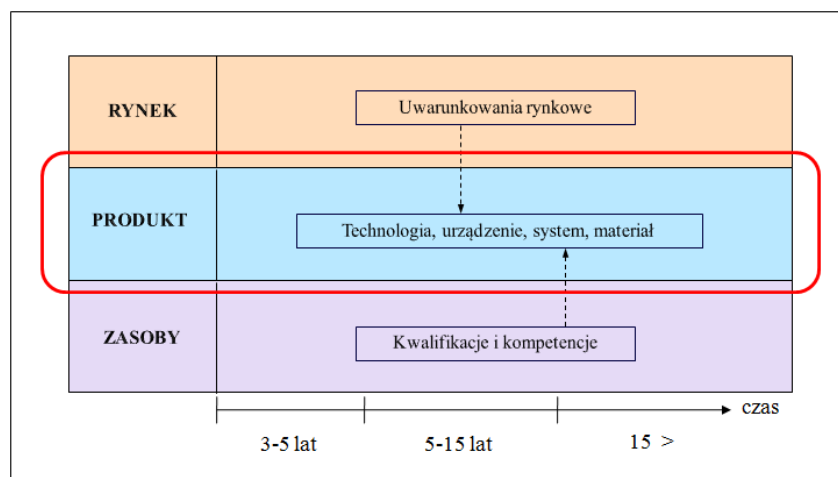 RYNEK
Uwarunkowania rynkowe
PRODUKT
Technologia, urządzenie, system, materiał
ZASOBY
Kwalifikacje i kompetencje
czas
3-5 lat
5-15 lat
15 >